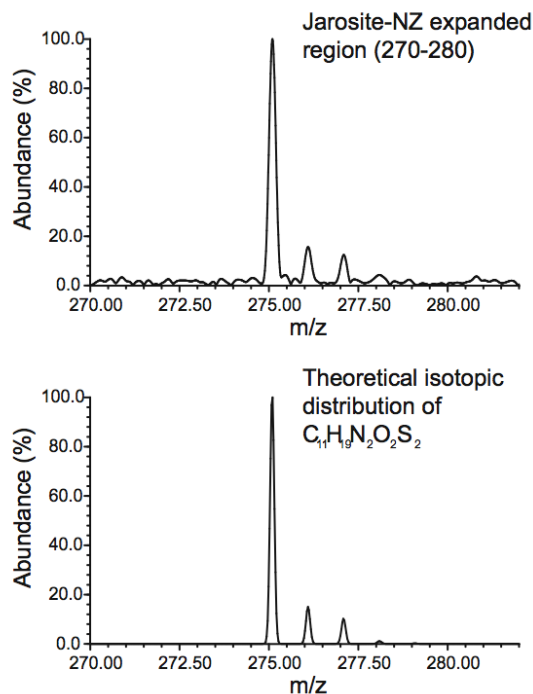 Jarosite-NZ expanded
region (270-280)
100.0
80.0
60.0
40.0
20.0
0.0
Abundance (%)
270.00 272.50 275.00 277.50 280.00
m/z
Theoretical isotopic
distribution of
C₁₁H₁₉N₂O₂S₂
100.0
80.0
60.0
40.0
20.0
0.0
Abundance (%)
270.00 272.50 275.00 277.50 280.00
m/z